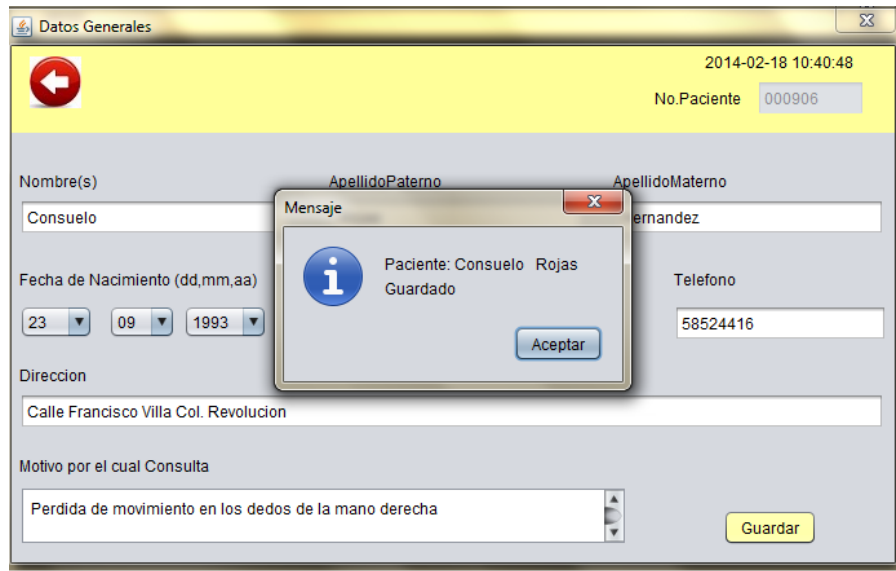 Datos Generales
2014-02-18 10:40:48
No.Paciente 000906
Nombre(s) ApellidoPaterno ApellidoMaterno
Consuelo
Mensaje
Paciente: Consuelo Rojas
Guardado
Aceptar
Fecha de Nacimiento (dd,mm,aa) Telefono
23 09 1993 58524416
Direccion
Calle Francisco Villa Col. Revolucion
Motivo por el cual Consulta
Perdida de movimiento en los dedos de la mano derecha
Guardar